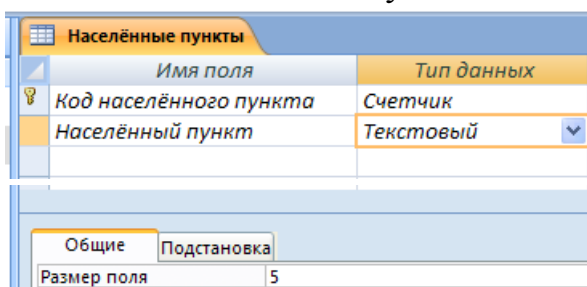 Населённые пункты
Имя поля Тип данных
Код населённого пункта Счетчик
Населённый пункт Текстовый
Общие Подстановка
Размер поля 5